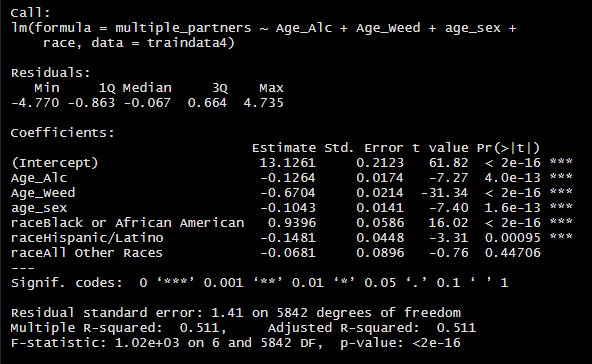 Call:
lm(formula = multiple_partners ~ Age_Alc + Age_Weed + age_sex +
    race, data = traindata4)
Residuals:
   Min     1Q Median     3Q    Max
-4.770 -0.863 -0.067  0.664  4.735
Coefficients:
                              Estimate Std. Error t value Pr(>|t|)
(Intercept)                    13.1261     0.2123   61.82  < 2e-16 ***
Age_Alc                        -0.1264     0.0174   -7.27  4.0e-13 ***
Age_Weed                       -0.6704     0.0214  -31.34  < 2e-16 ***
age_sex                        -0.1043     0.0141   -7.40  1.6e-13 ***
raceBlack or African American   0.9396     0.0586   16.02  < 2e-16 ***
raceHispanic/Latino            -0.1481     0.0448   -3.31  0.00095 ***
raceAll Other Races            -0.0681     0.0896   -0.76  0.44706
---
Signif. codes:  0 ‘***’ 0.001 ‘**’ 0.01 ‘*’ 0.05 ‘.’ 0.1 ‘ ’ 1
Residual standard error: 1.41 on 5842 degrees of freedom
Multiple R-squared:  0.511,     Adjusted R-squared:  0.511
F-statistic: 1.02e+03 on 6 and 5842 DF,  p-value: <2e-16